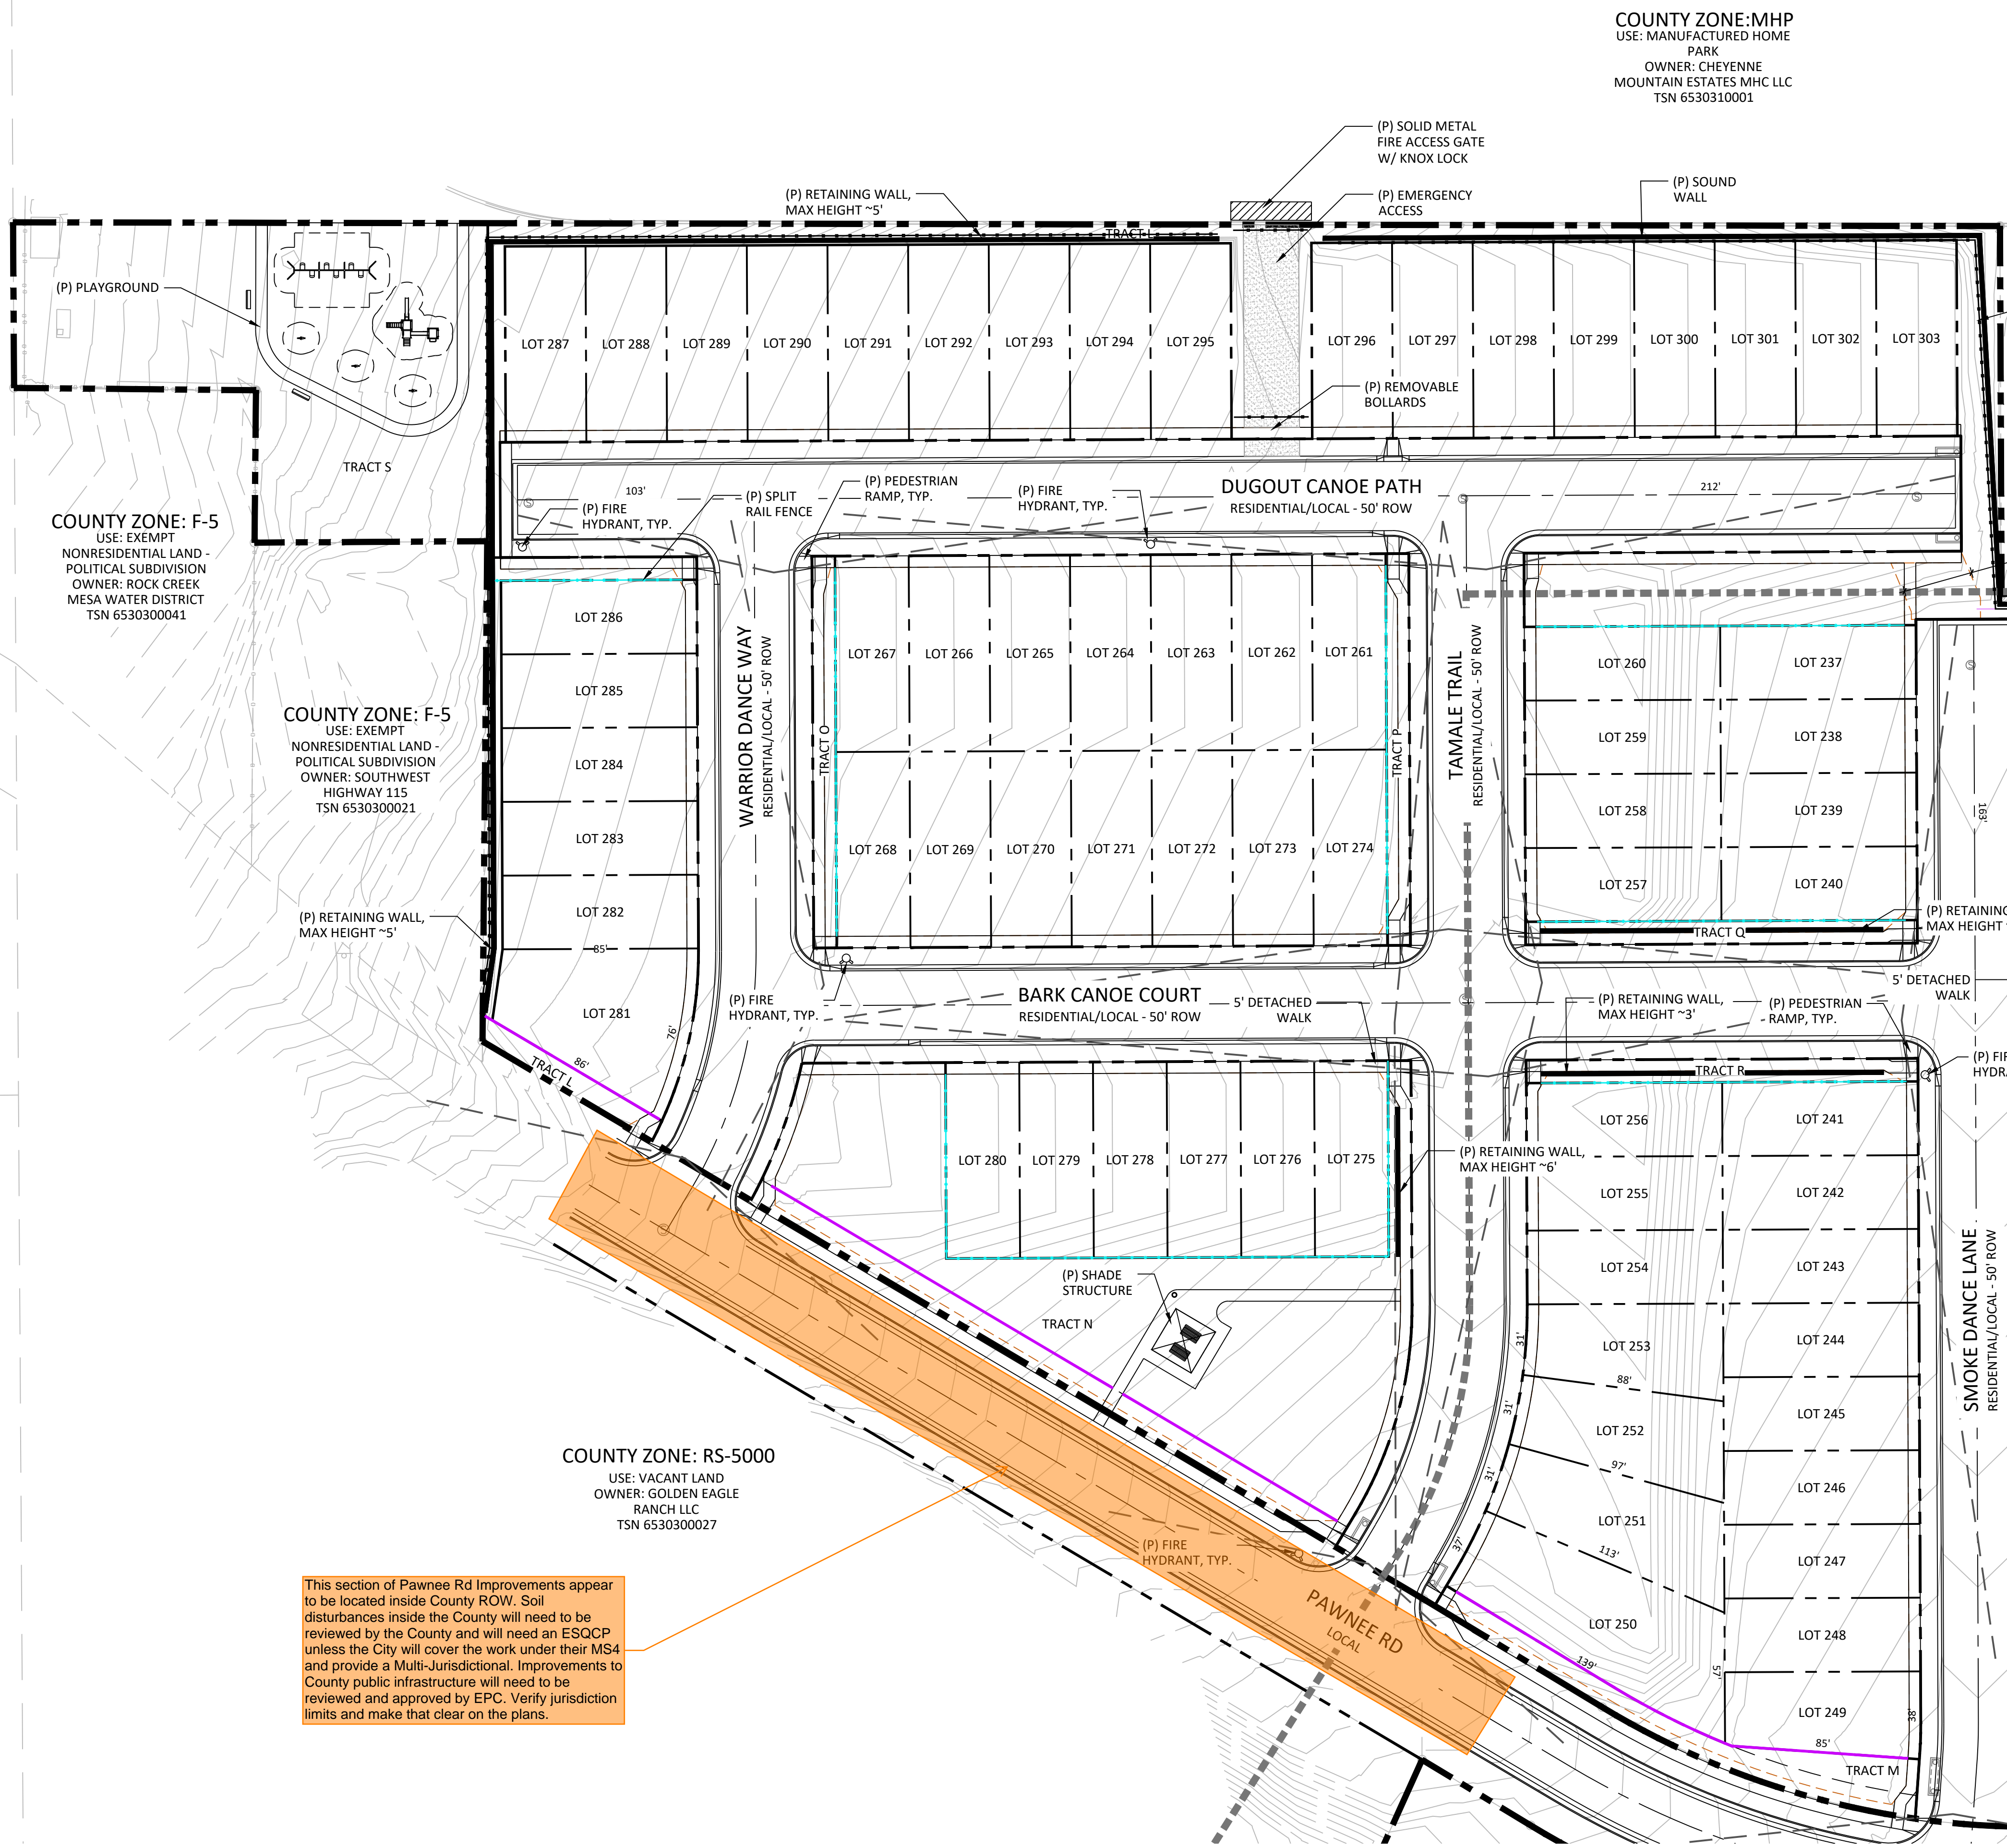 COUNTY ZONE:MHP
USE: MANUFACTURED HOME
PARK
OWNER: CHEYENNE
MOUNTAIN ESTATES MHC LLC
TSN 6530310001
(P) SOLID METAL
FIRE ACCESS GATE
W/ KNOX LOCK
(P) RETAINING WALL,
MAX HEIGHT ~5'
(P) EMERGENCY
ACCESS
(P) SOUND
WALL
(P) PLAYGROUND
LOT 287
LOT 288
LOT 289
LOT 290
LOT 291
LOT 292
LOT 293
LOT 294
LOT 295
LOT 296
LOT 297
LOT 298
LOT 299
LOT 300
LOT 301
LOT 302
LOT 303
(P) REMOVABLE
BOLLARDS
TRACT S
103'
(P) FIRE
HYDRANT, TYP.
(P) SPLIT
RAIL FENCE
(P) PEDESTRIAN
RAMP, TYP.
(P) FIRE
HYDRANT, TYP.
DUGOUT CANOE PATH
RESIDENTIAL/LOCAL - 50' ROW
212'
COUNTY ZONE: F-5
USE: EXEMPT
NONRESIDENTIAL LAND -
POLITICAL SUBDIVISION
OWNER: ROCK CREEK
MESA WATER DISTRICT
TSN 6530300041
COUNTY ZONE: F-5
USE: EXEMPT
NONRESIDENTIAL LAND -
POLITICAL SUBDIVISION
OWNER: SOUTHWEST
HIGHWAY 115
TSN 6530300021
LOT 286
LOT 285
LOT 284
LOT 283
LOT 282
85'
LOT 281
76'
86'
TRACT L
(P) RETAINING WALL,
MAX HEIGHT ~5'
WARRIOR DANCE WAY
RESIDENTIAL/LOCAL - 50' ROW
TRACT O
LOT 267
LOT 266
LOT 265
LOT 264
LOT 263
LOT 262
LOT 261
LOT 268
LOT 269
LOT 270
LOT 271
LOT 272
LOT 273
LOT 274
TRACT P
TAMALE TRAIL
RESIDENTIAL/LOCAL - 50' ROW
LOT 260
LOT 237
LOT 259
LOT 238
LOT 258
LOT 239
LOT 257
LOT 240
163'
TRACT Q
(P) RETAINING
MAX HEIGHT ~
5' DETACHED
WALK
(P) FIRE
HYDRANT, TYP.
BARK CANOE COURT
RESIDENTIAL/LOCAL - 50' ROW
5' DETACHED
WALK
(P) RETAINING WALL,
MAX HEIGHT ~3'
(P) PEDESTRIAN
RAMP, TYP.
TRACT R
LOT 280
LOT 279
LOT 278
LOT 277
LOT 276
LOT 275
(P) RETAINING WALL,
MAX HEIGHT ~6'
(P) SHADE
STRUCTURE
TRACT N
LOT 256
LOT 241
LOT 255
LOT 242
LOT 254
LOT 243
LOT 253
LOT 244
31'
88'
31'
LOT 252
LOT 245
97'
31'
LOT 251
LOT 246
113'
37'
LOT 247
LOT 250
LOT 248
139'
57'
LOT 249
38'
85'
TRACT M
SMOKE DANCE LANE
RESIDENTIAL/LOCAL - 50' ROW
(P) FIRE
HYDRANT, TYP.
PAWNEE RD
LOCAL
COUNTY ZONE: RS-5000
USE: VACANT LAND
OWNER: GOLDEN EAGLE
RANCH LLC
TSN 6530300027
This section of Pawnee Rd Improvements appear
to be located inside County ROW. Soil
disturbances inside the County will need to be
reviewed by the County and will need an ESQCP
unless the City will cover the work under their MS4
and provide a Multi-Jurisdictional. Improvements to
County public infrastructure will need to be
reviewed and approved by EPC. Verify jurisdiction
limits and make that clear on the plans.